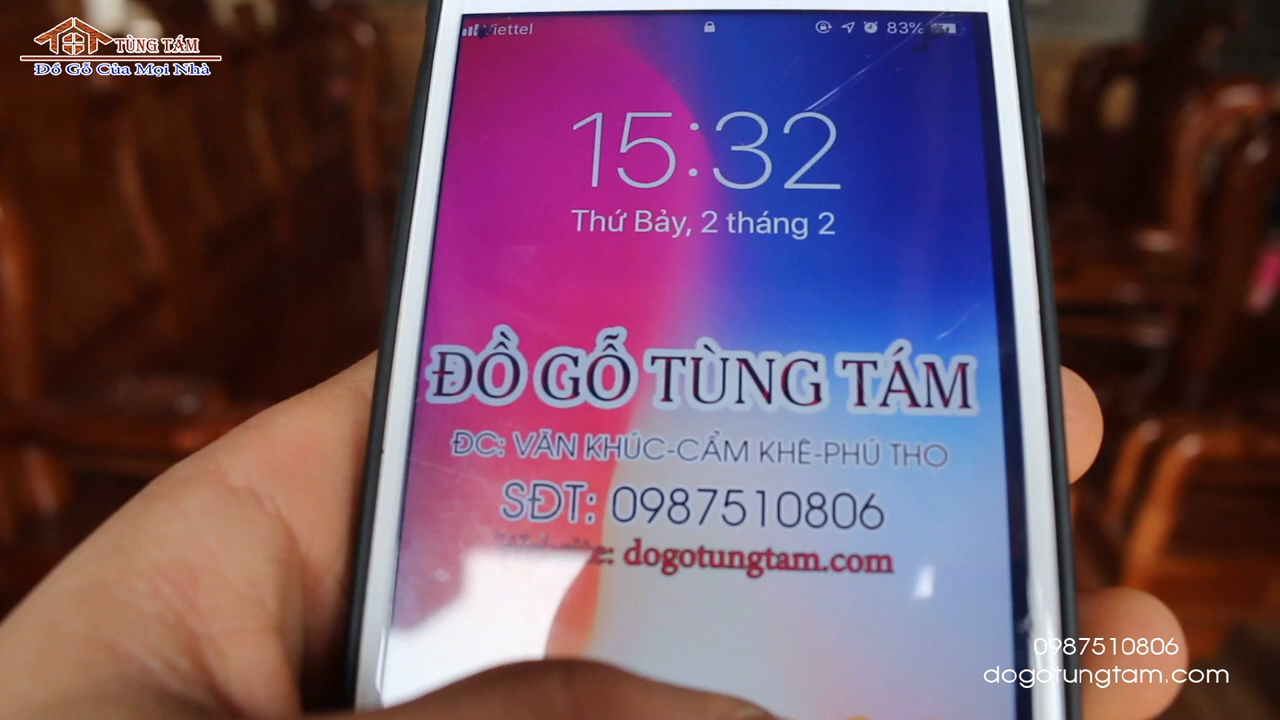 TÙNG TÁM
Đồ Gỗ Của Mọi Nhà
Viettel
83%
15:32
Thứ Bảy, 2 tháng 2
ĐỒ GỖ TÙNG TÁM
ĐC: VĂN KHÚC-CẨM KHÊ-PHÚ THO
SĐT: 0987510806
Website: dogotungtam.com
0987510806
dogotungtam.com